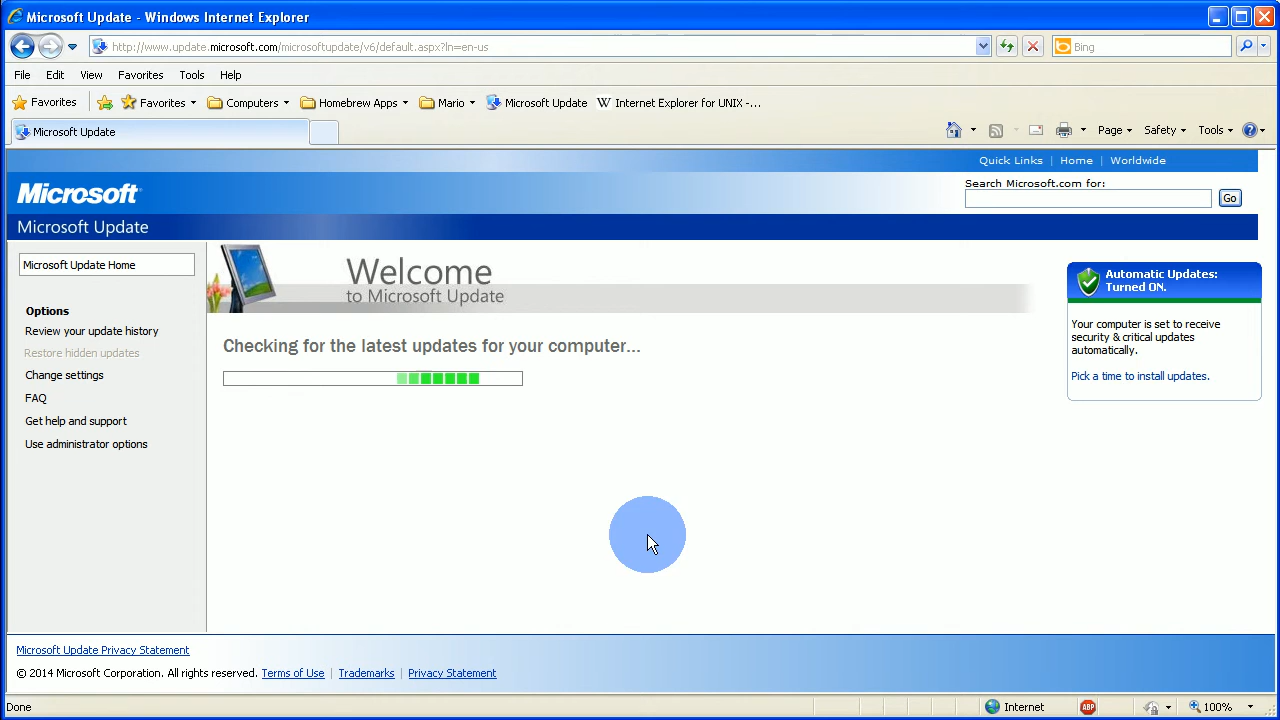 Microsoft Update - Windows Internet Explorer
http://www.update.microsoft.com/microsoftupdate/v6/default.aspx?ln=en-us
Bing
File Edit View Favorites Tools Help
Favorites Favorites Computers Homebrew Apps Mario Microsoft Update W Internet Explorer for UNIX -...
Microsoft Update
Page Safety Tools
Quick Links | Home | Worldwide
Microsoft
Search Microsoft.com for:
Go
Microsoft Update
Microsoft Update Home
Options
Review your update history
Restore hidden updates
Change settings
FAQ
Get help and support
Use administrator options
Welcome
to Microsoft Update
Checking for the latest updates for your computer...
Automatic Updates:
Turned ON.
Your computer is set to receive
security & critical updates
automatically.
Pick a time to install updates.
Microsoft Update Privacy Statement
© 2014 Microsoft Corporation. All rights reserved. Terms of Use | Trademarks | Privacy Statement
Done
Internet
ABP
100%